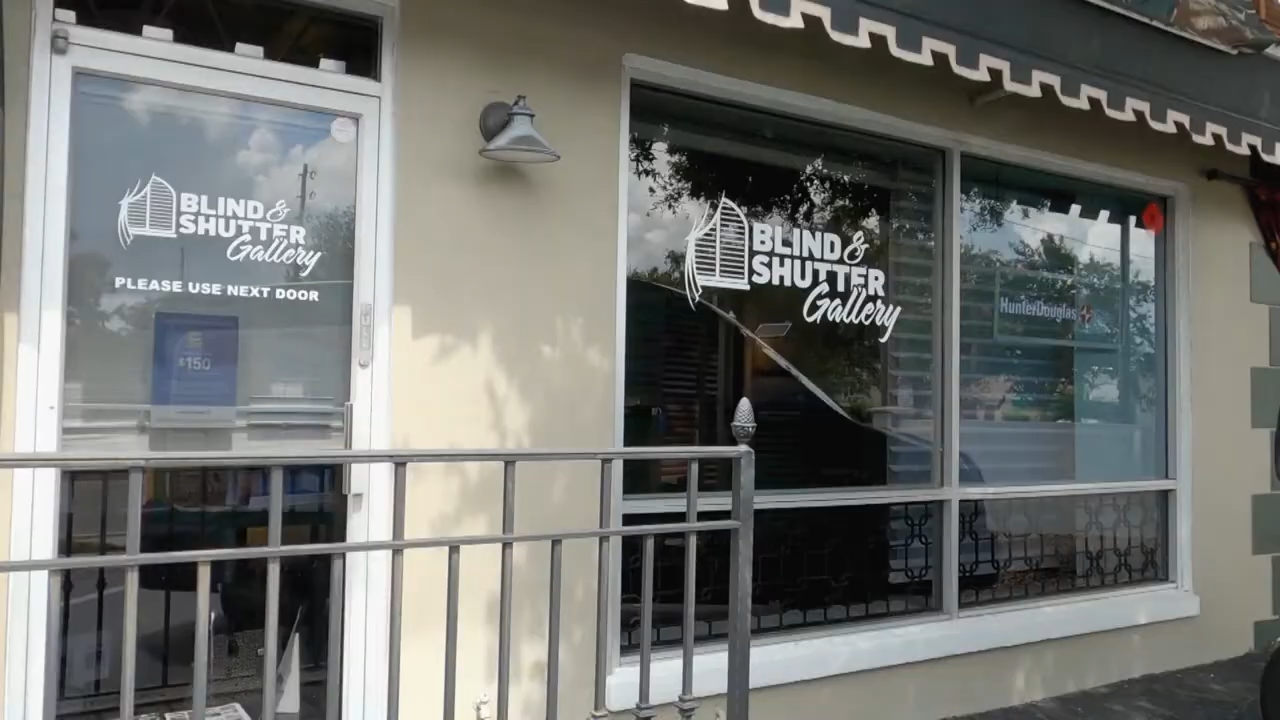 BLIND &
SHUTTER
Gallery
PLEASE USE NEXT DOOR
$150
BLIND &
SHUTTER
Gallery
HunterDouglas